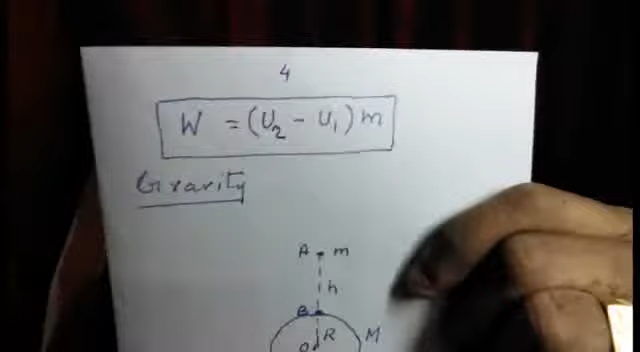 4
W = (U₂ - U₁) m
Gravity
A m
h
B
R M
O